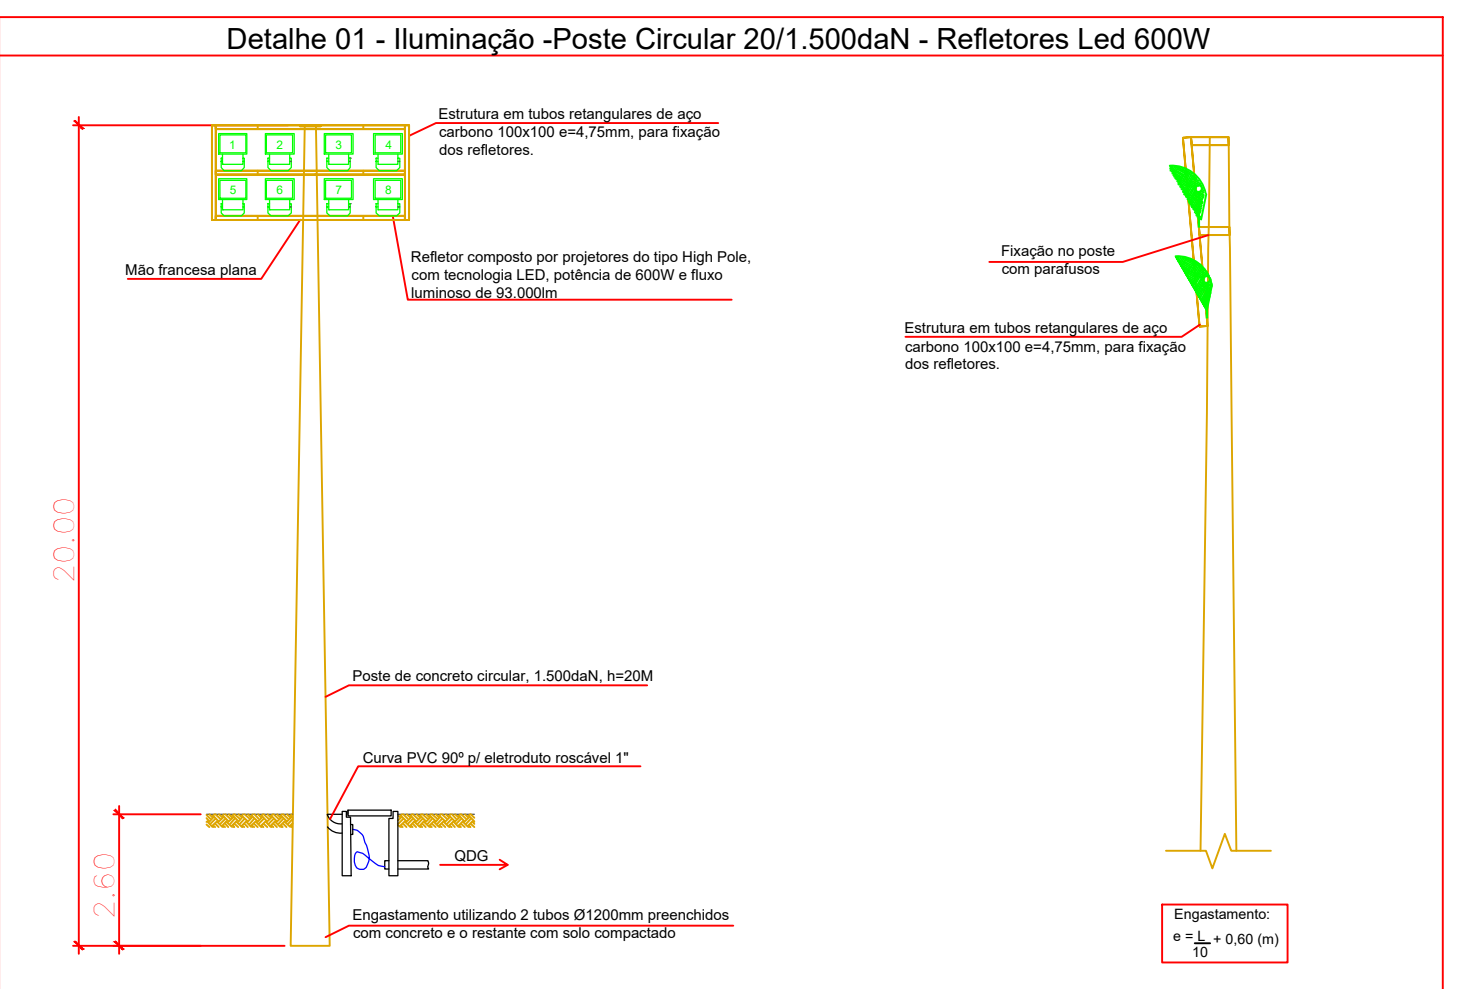 Detalhe 01 - Iluminação -Poste Circular 20/1.500daN - Refletores Led 600W
Estrutura em tubos retangulares de aço
carbono 100x100 e=4,75mm, para fixação
dos refletores.
1 2 3 4
5 6 7 8
Mão francesa plana
Refletor composto por projetores do tipo High Pole,
com tecnologia LED, potência de 600W e fluxo
luminoso de 93.000lm
Fixação no poste
com parafusos
Estrutura em tubos retangulares de aço
carbono 100x100 e=4,75mm, para fixação
dos refletores.
20.00
Poste de concreto circular, 1.500daN, h=20M
Curva PVC 90º p/ eletroduto roscável 1"
QDG
2.60
Engastamento utilizando 2 tubos Ø1200mm preenchidos
com concreto e o restante com solo compactado
Engastamento:
e = L + 0,60 (m)
10